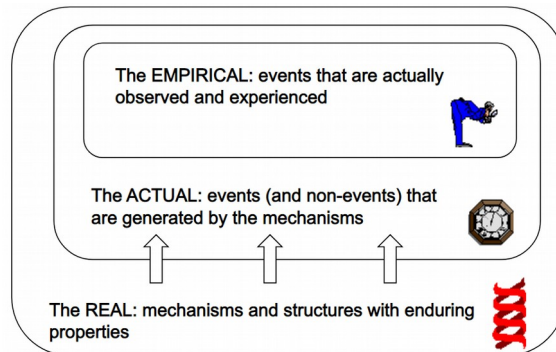 The EMPIRICAL: events that are actually
observed and experienced
The ACTUAL: events (and non-events) that
are generated by the mechanisms
The REAL: mechanisms and structures with enduring
properties